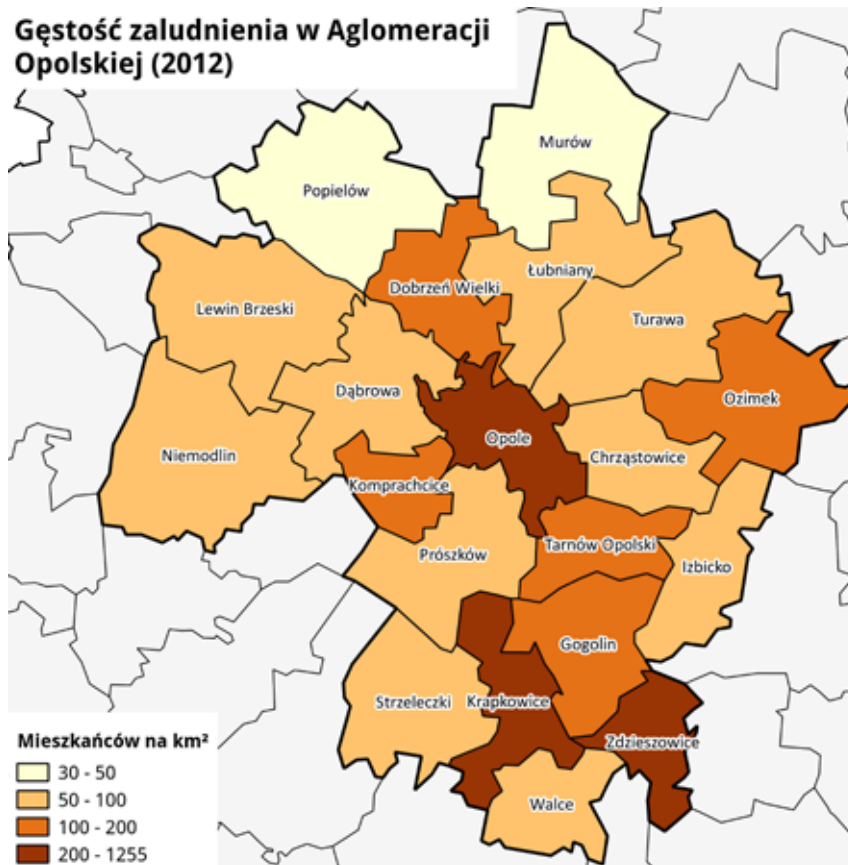 Gęstość zaludnienia w Aglomeracji
Opolskiej (2012)
Murów
Popielów
Łubniany
Dobrzeń Wielki
Lewin Brzeski
Turawa
Dąbrowa
Ozimek
Opole
Niemodlin
Chrząstowice
Komprachcice
Tarnów Opolski
Prószków
Izbicko
Gogolin
Strzeleczki
Krapkowice
Zdzieszowice
Walce
Mieszkańców na km²
30 - 50
50 - 100
100 - 200
200 - 1255